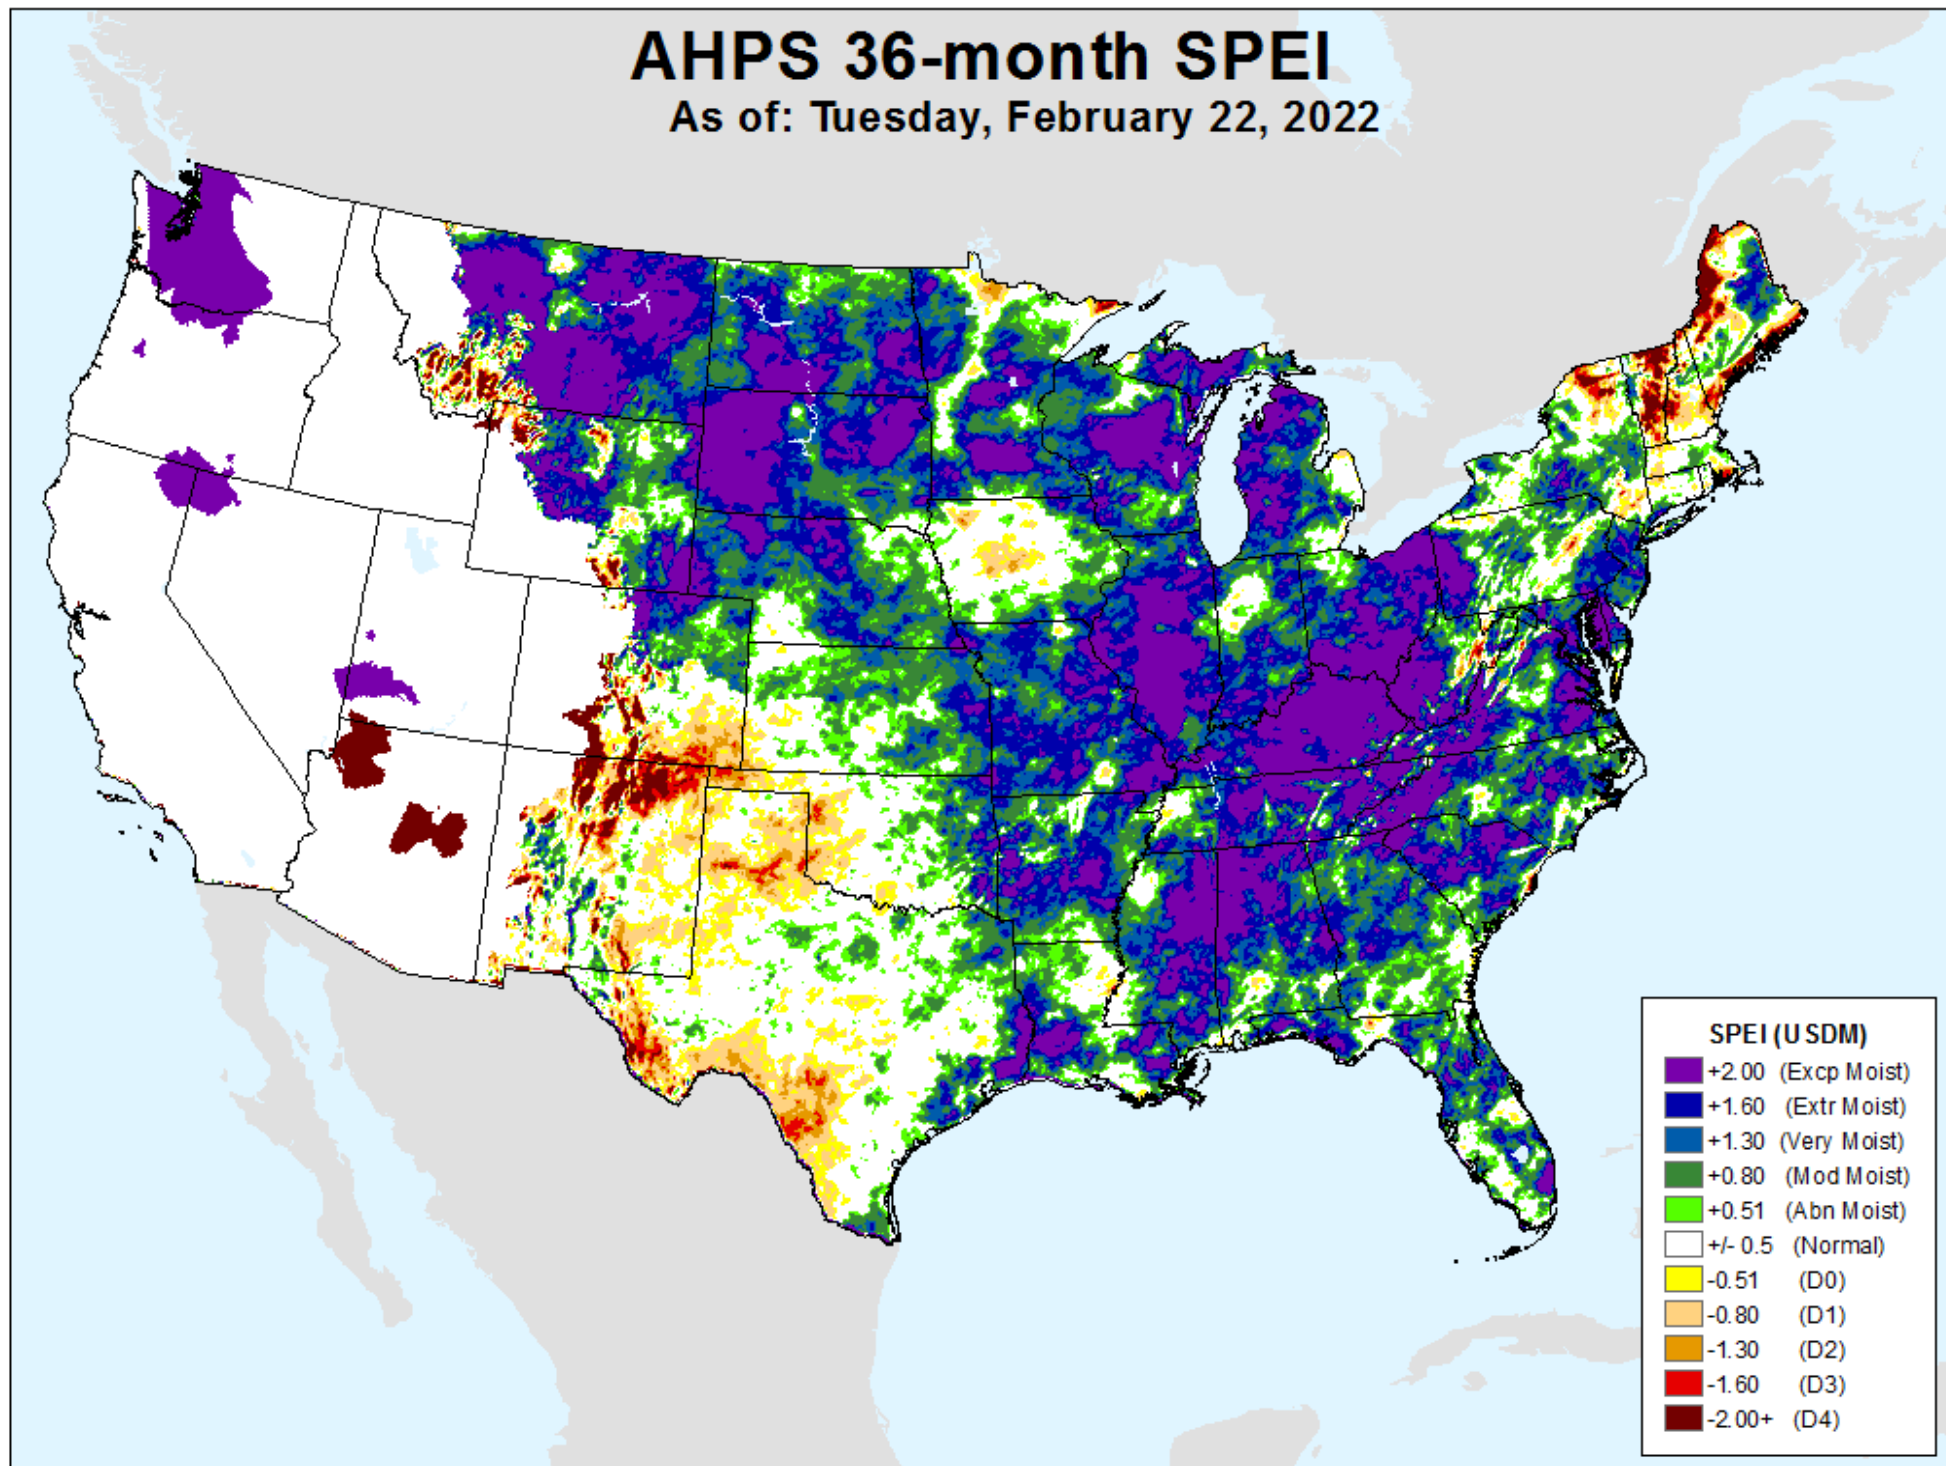 AHPS 36-month SPEI
As of: Tuesday, February 22, 2022
SPEI (USDM)
+2.00 (Excp Moist)
+1.60 (Extr Moist)
+1.30 (Very Moist)
+0.80 (Mod Moist)
+0.51 (Abn Moist)
+/- 0.5 (Normal)
-0.51 (D0)
-0.80 (D1)
-1.30 (D2)
-1.60 (D3)
-2.00+ (D4)